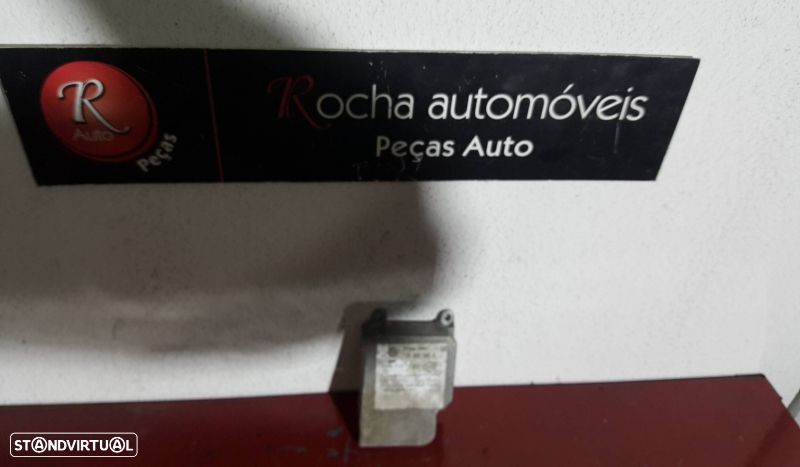 R
Auto
Peças
Rocha automóveis
Peças Auto
STANDVIRTUAL